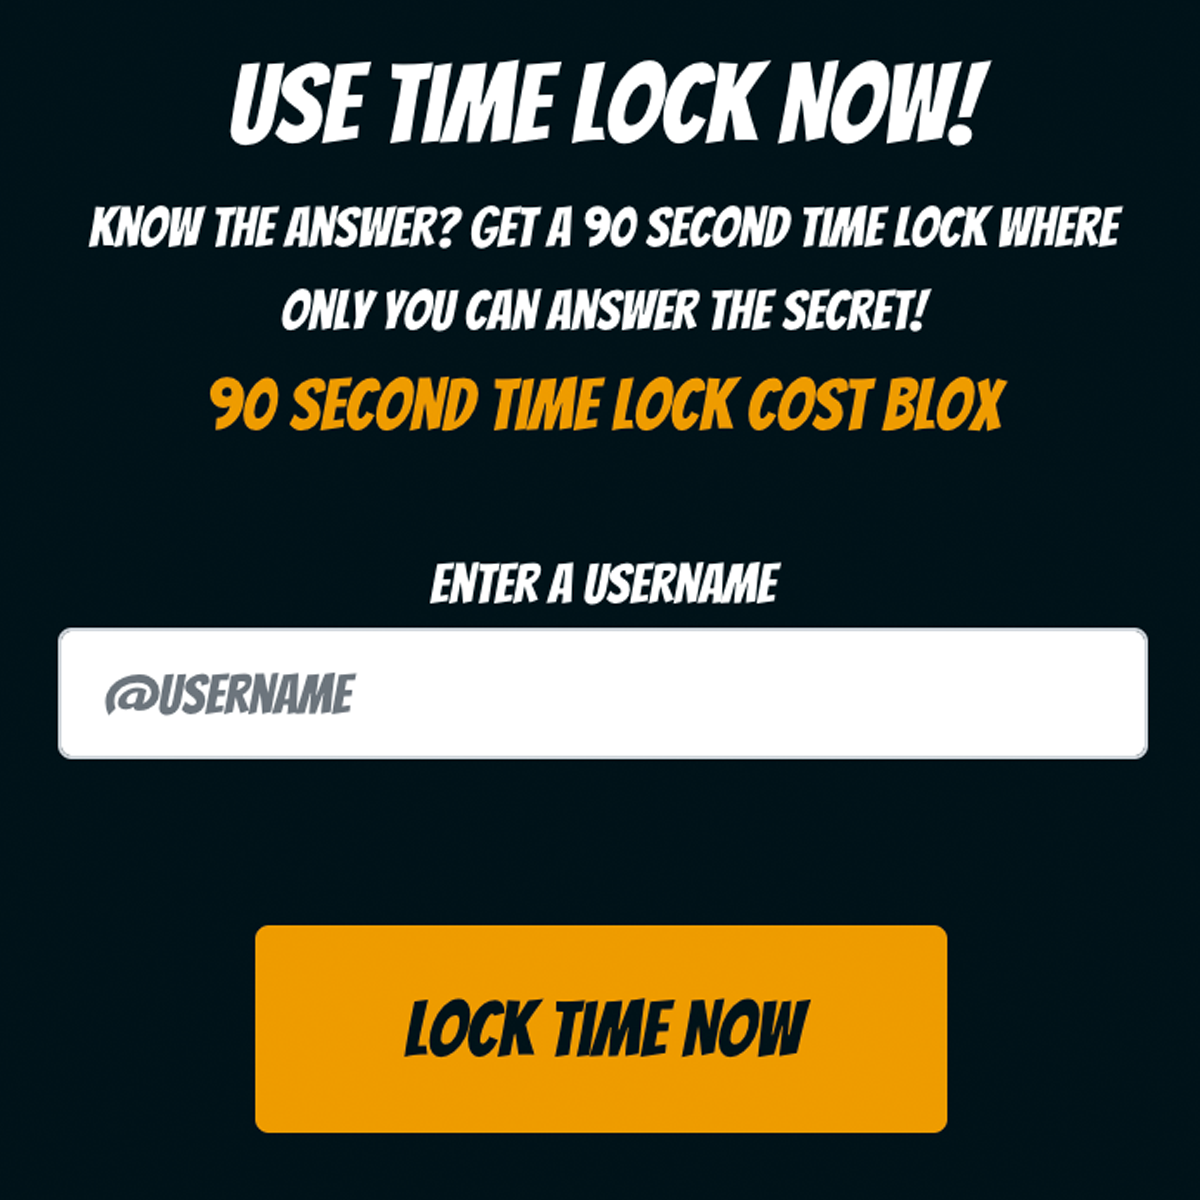 USE TIME LOCK NOW!
KNOW THE ANSWER? GET A 90 SECOND TIME LOCK WHERE
ONLY YOU CAN ANSWER THE SECRET!
90 SECOND TIME LOCK COST BLOX
ENTER A USERNAME
@USERNAME
LOCK TIME NOW